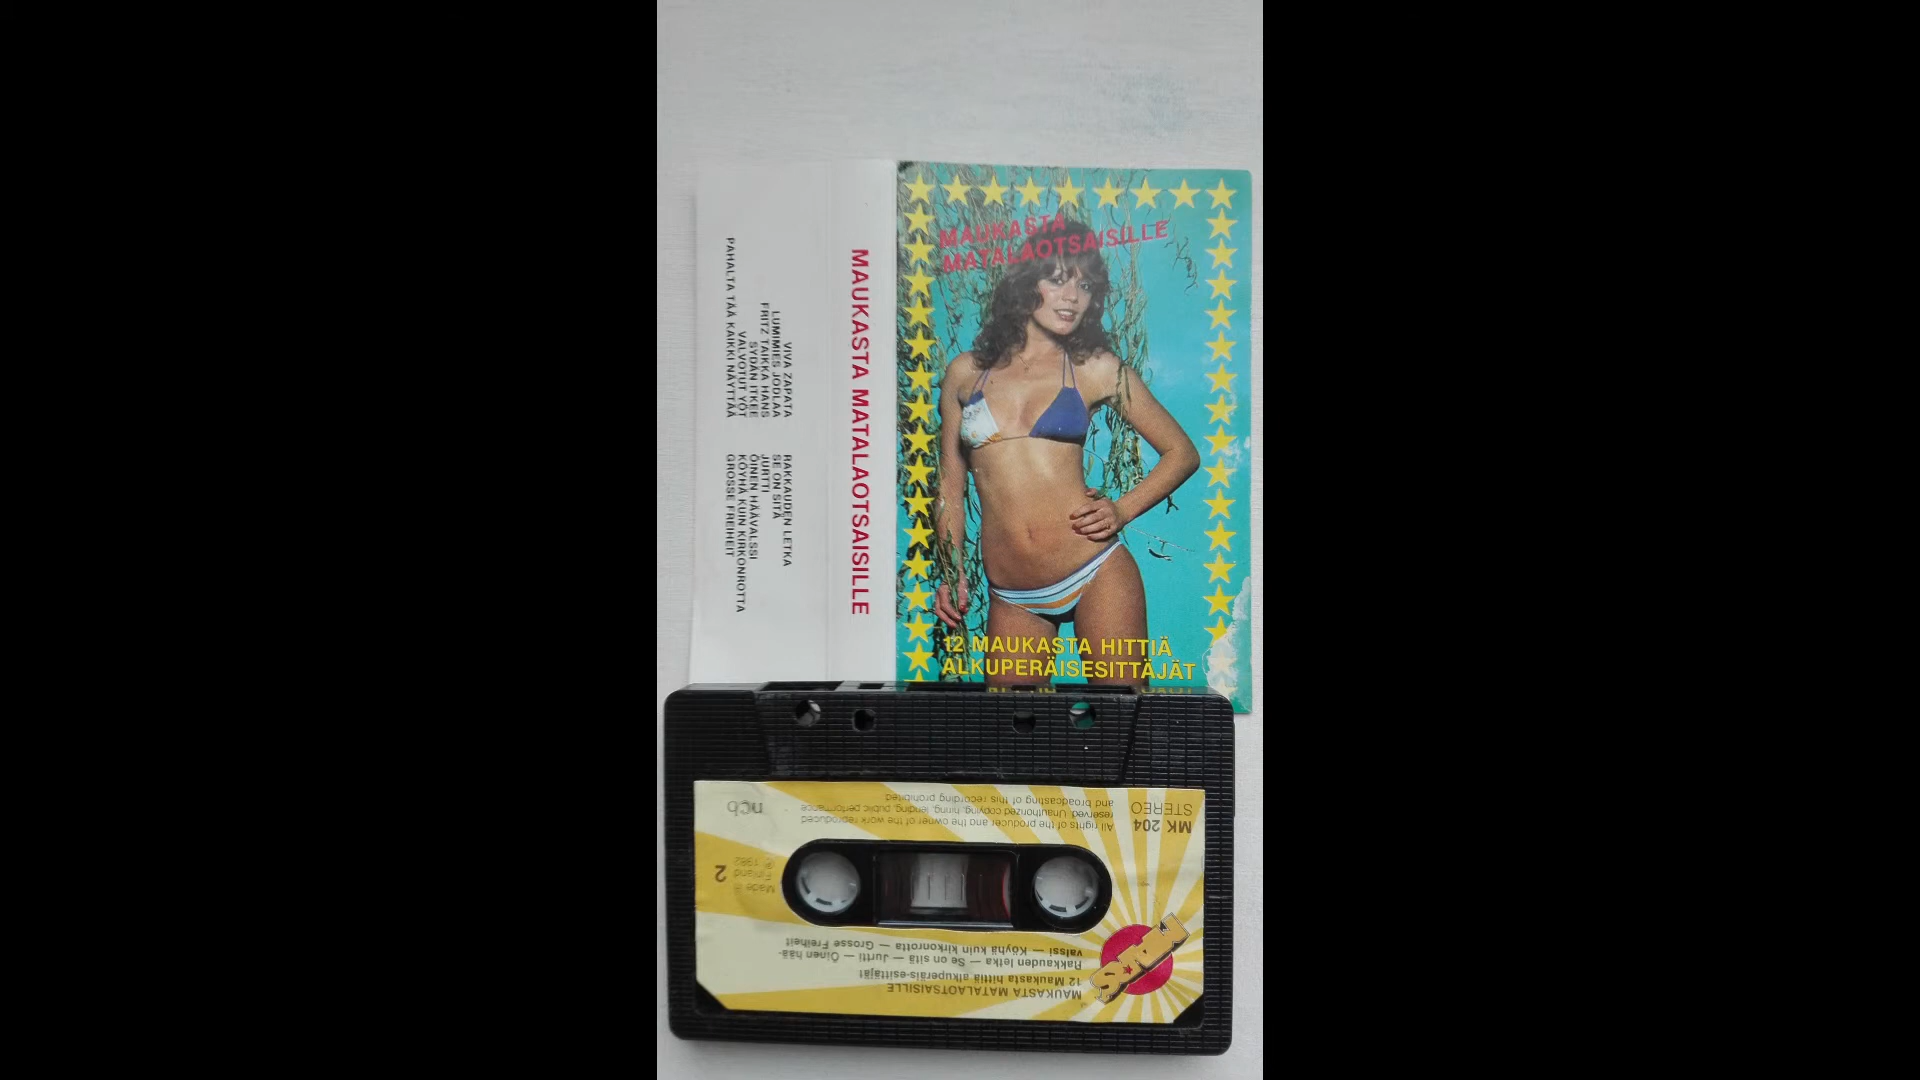 MAUKASTA
MATALAOTSAISILLE
12 MAUKASTA HITTIÄ
ALKUPERÄISESITTÄJÄT
MAUKASTA MATALAOTSAISILLE
VIVA ZAPATA
LUMIMIES JODLAA
FRITZ TAIKKA HANS
SYDÄN ITKEE
VALVOTUT YÖT
PAHALTA TÄÄ KAIKKI NÄYTTÄÄ
RAKKAUDEN LETKA
SE ON SITÄ
JURTTI
ÖINEN HÄÄVALSSI
KÖYHÄ KUIN KIRKONROTTA
GROSSE FREIHEIT
MAUKASTA MATALAOTSAISILLE
12 Maukasta hittiä alkuperäis-esittäjät
Rakkauden letka — Se on sitä — Jurtti — Öinen hää-
valssi — Köyhä kuin kirkonrotta — Grosse Freiheit
Made in
Finland
℗ 1982
2
MK 204
STEREO
All rights of the producer and the owner of the work reproduced
reserved. Unauthorized copying, hiring, lending, public performance
and broadcasting of this recording prohibited
ncb